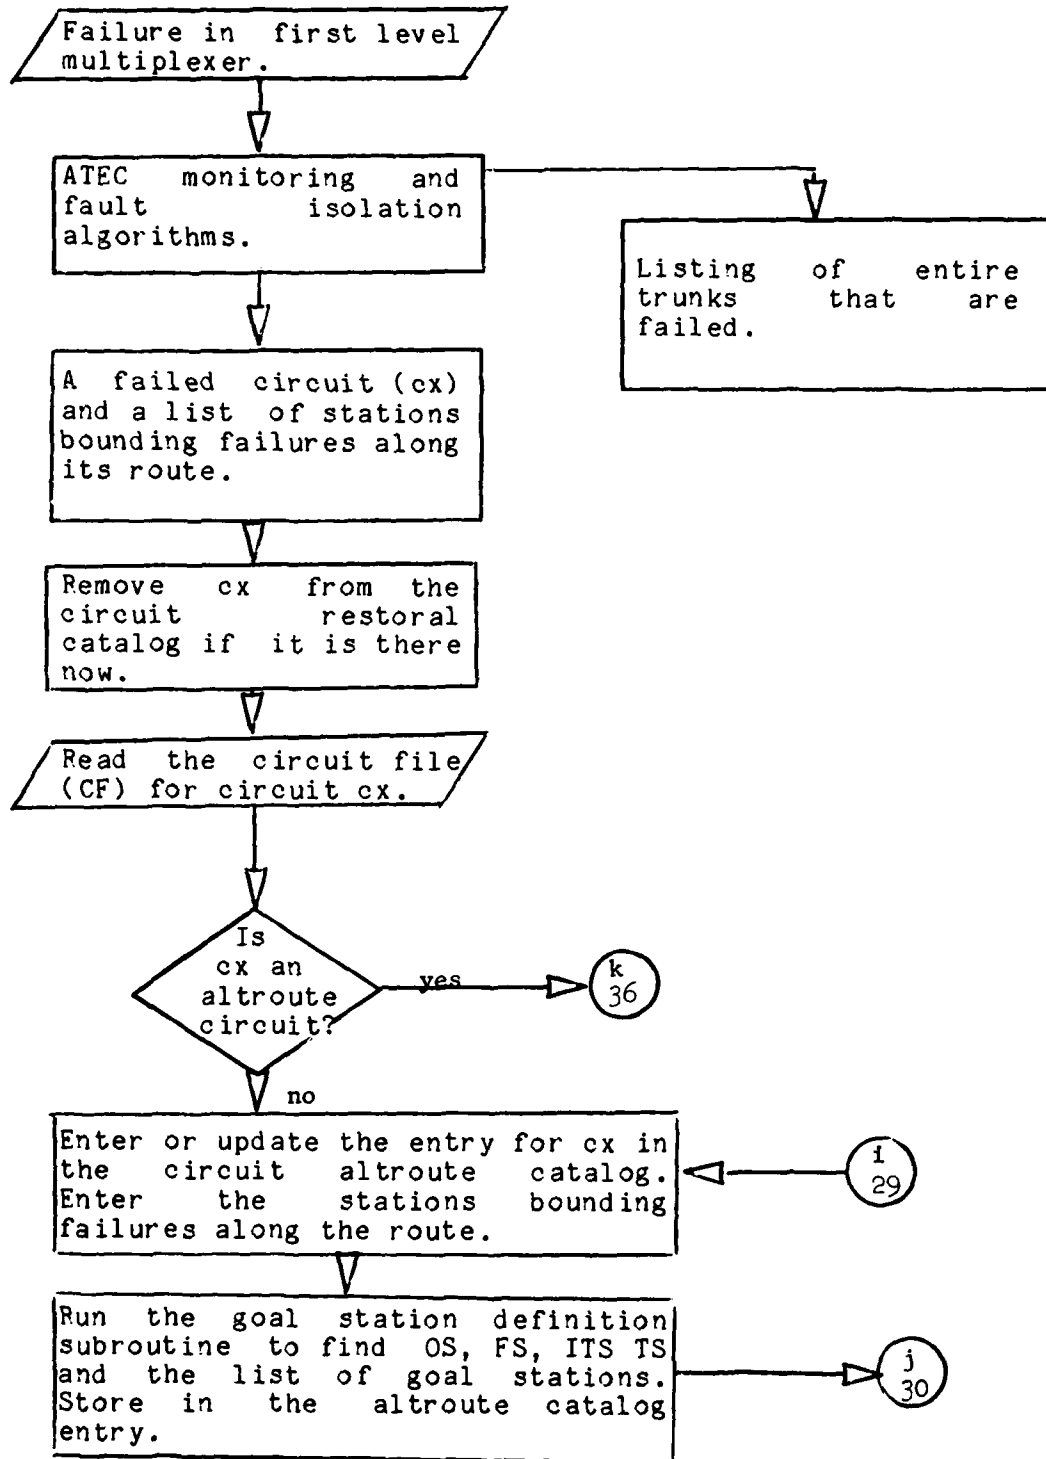 Failure in first level
multiplexer.
ATEC monitoring and
fault isolation
algorithms.
Listing of entire
trunks that are
failed.
A failed circuit (cx)
and a list of stations
bounding failures along
its route.
Remove cx from the
circuit restoral
catalog if it is there
now.
Read the circuit file
(CF) for circuit cx.
Is
cx an
altroute
circuit?
yes
k
36
no
Enter or update the entry for cx in
the circuit altroute catalog.
Enter the stations bounding
failures along the route.
i
29
Run the goal station definition
subroutine to find OS, FS, ITS TS
and the list of goal stations.
Store in the altroute catalog
entry.
j
30